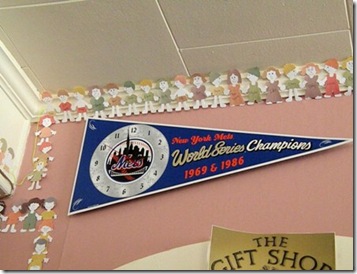 New York Mets
World Series Champions
1969 & 1986
Mets
THE
GIFT SHOP